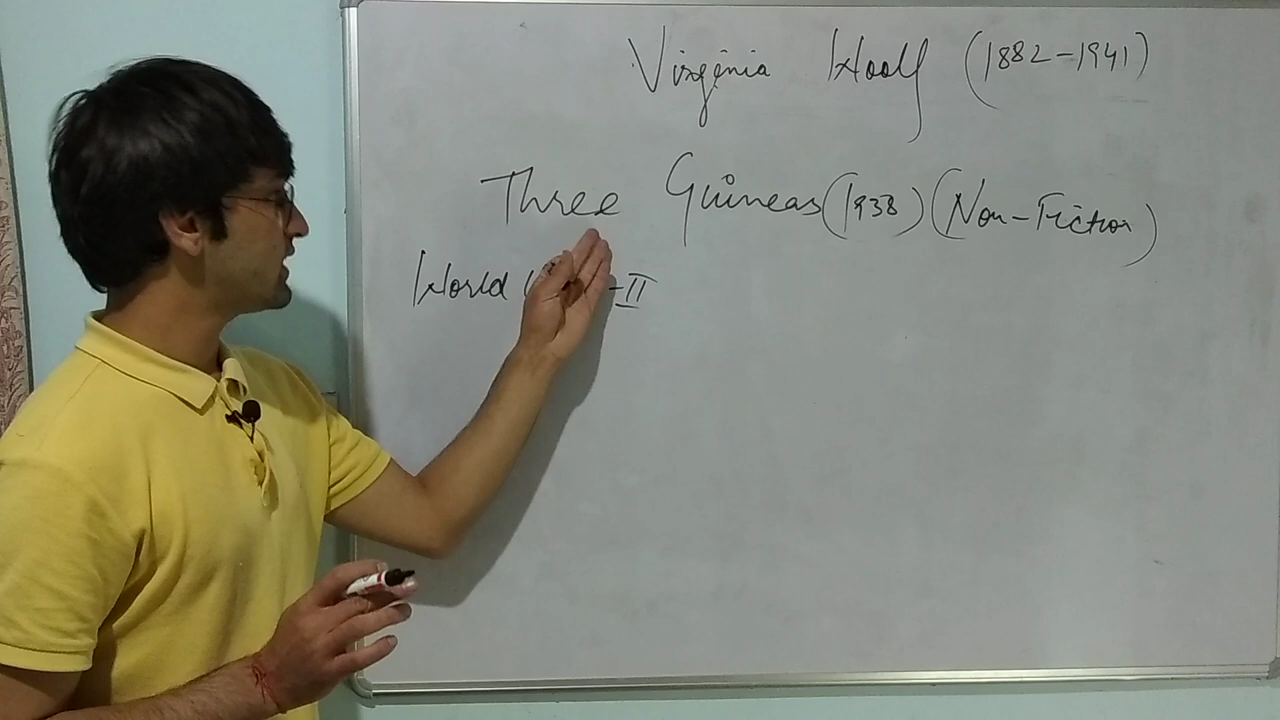 Virginia Woolf (1882-1941)
Three Guineas (1938) (Non-Fiction)
World -II